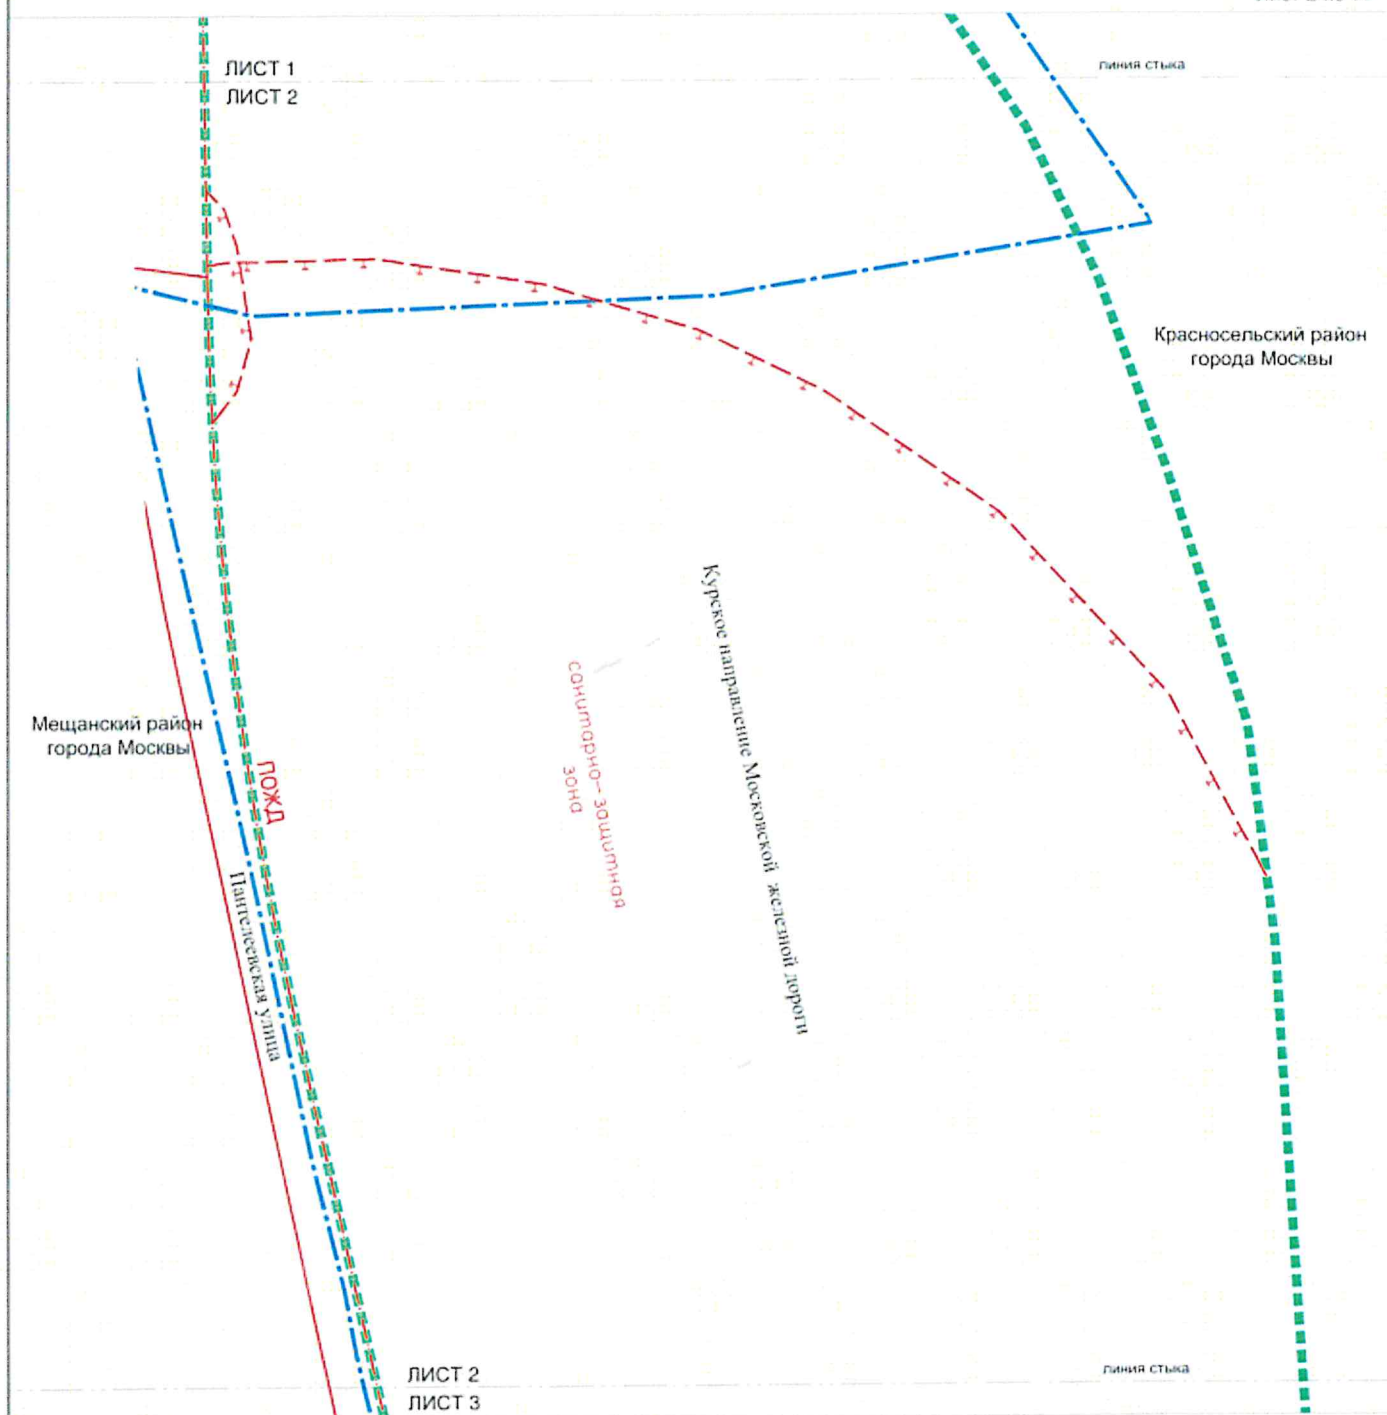 ЛИСТ 1
линия стыка
ЛИСТ 2
Красносельский район
города Москвы
Курское направление Московской железной дороги
санитарно-защитная
зона
Мещанский район
города Москвы
ПОЖД
Пантелеевская улица
ЛИСТ 2
линия стыка
ЛИСТ 3